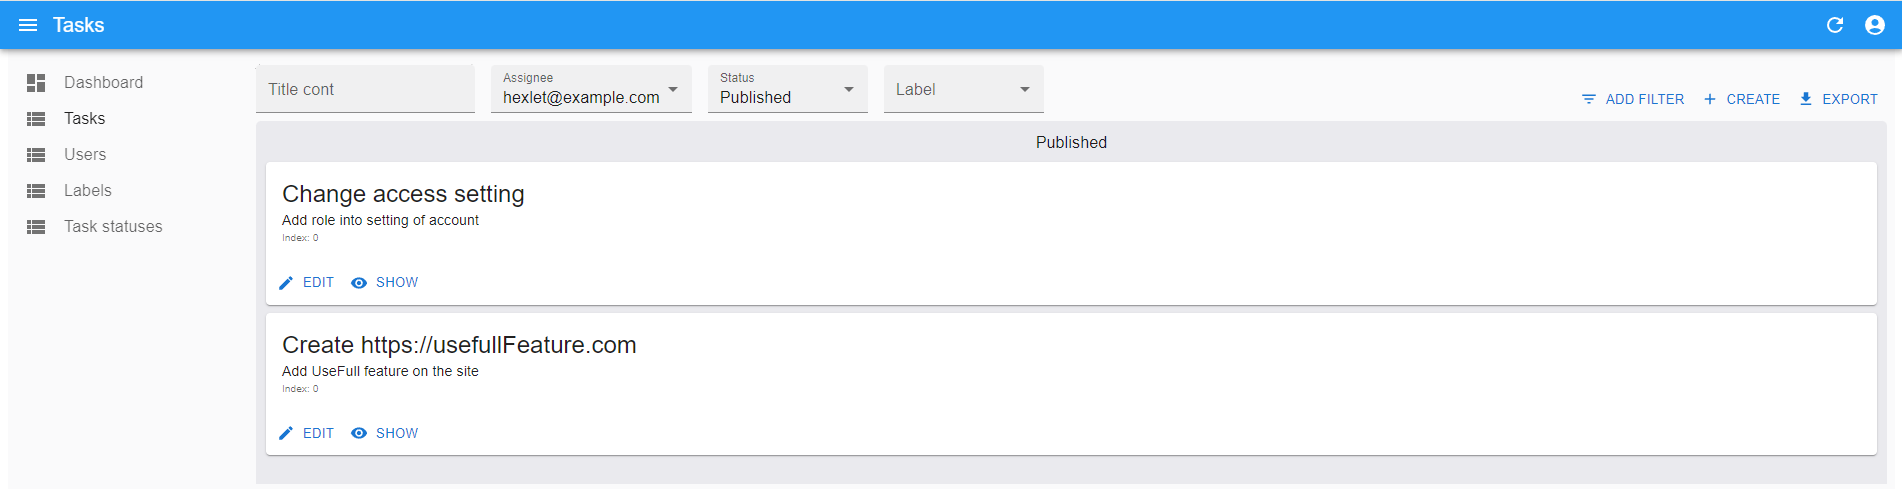 Tasks
Dashboard
Tasks
Users
Labels
Task statuses
Title cont
Assignee
hexlet@example.com
Status
Published
Label
ADD FILTER
CREATE
EXPORT
Published
Change access setting
Add role into setting of account
Index: 0
EDIT SHOW
Create https://usefullFeature.com
Add UseFull feature on the site
Index: 0
EDIT SHOW